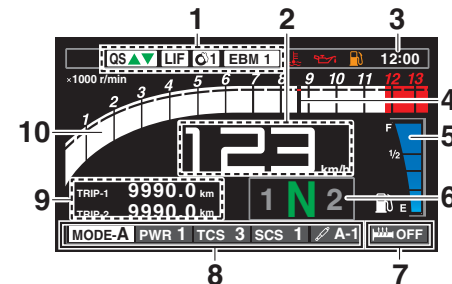 1 2 3
QS LIF 1 EBM 1 12:00
×1000 r/min 1 2 3 4 5 6 7 8 9 10 11 12 13
4
10
123 km/h
F
1/2
E
5
9
TRIP-1 9990.0 km
TRIP-2 9990.0 km
1 N 2
6
MODE-A PWR 1 TCS 3 SCS 1 A-1 OFF
8 7